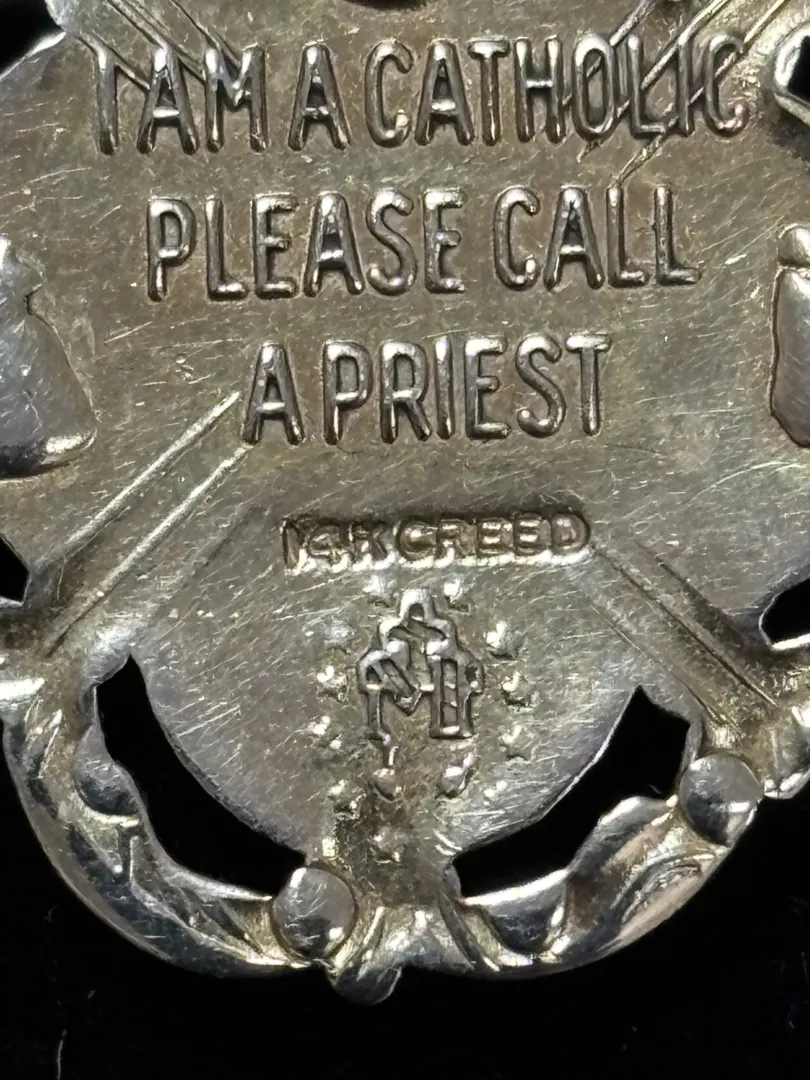 I AM A CATHOLIC
PLEASE CALL
A PRIEST
14K CREED